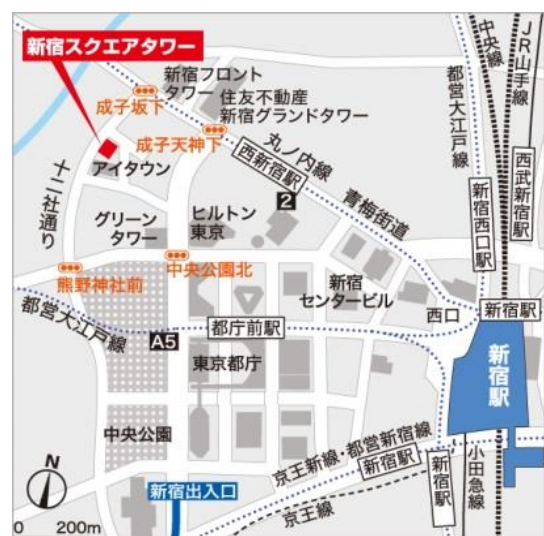 新宿スクエアタワー
新宿フロント
タワー
住友不動産
新宿グランドタワー
成子坂下
成子天神下
アイタウン
十二社通り
丸ノ内線
西新宿駅
青梅街道
都営大江戸線
中央線
JR山手線
西武新宿駅
新宿西口駅
グリーン
タワー
ヒルトン
東京
2
中央公園北
熊野神社前
新宿
センタービル
西口
新宿駅
都営大江戸線
都庁前駅
A5
東京都庁
新宿駅
中央公園
京王新線・都営新宿線
新宿駅
新宿駅
小田急線
京王線
新宿出入口
N
0 200m